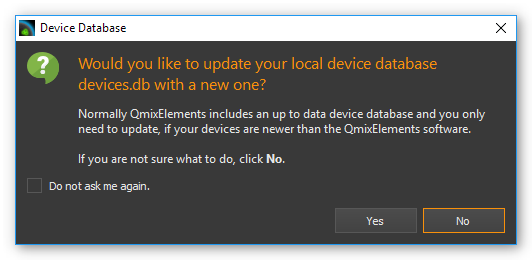 Device Database
Would you like to update your local device database
devices.db with a new one?
Normally QmixElements includes an up to data device database and you only
need to update, if your devices are newer than the QmixElements software.
If you are not sure what to do, click No.
Do not ask me again.
Yes
No